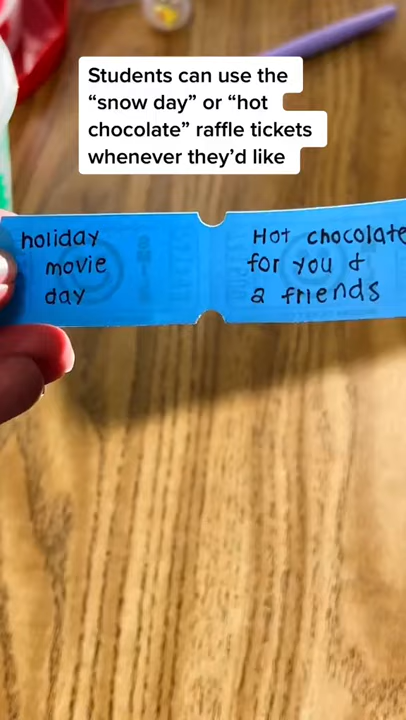 Students can use the
“snow day” or “hot
chocolate” raffle tickets
whenever they’d like
holiday
movie
day
Hot chocolate
for you &
2 friends